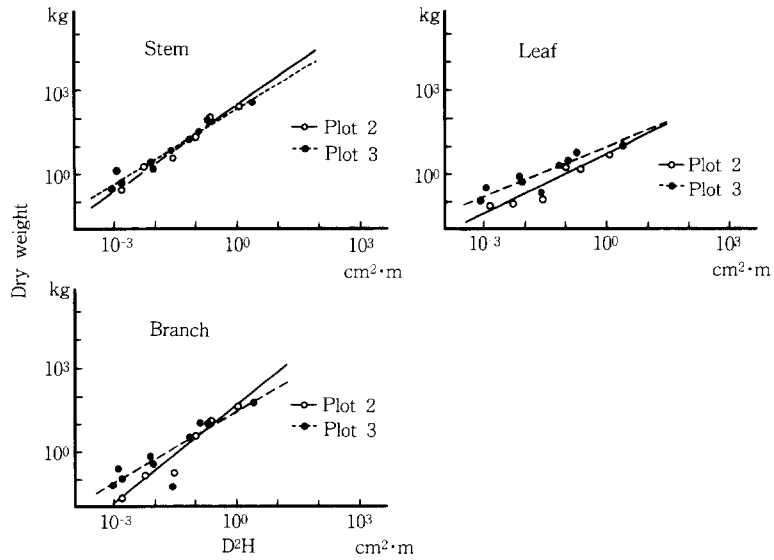 kg
Stem
10³
10⁰
Plot 2
Plot 3
10⁻³
10⁰
10³
cm²·m
kg
Leaf
10³
10⁰
Plot 2
Plot 3
10⁻³
10⁰
10³
cm²·m
Dry weight
kg
Branch
10³
10⁰
Plot 2
Plot 3
10⁻³
10⁰
10³
D²H
cm²·m